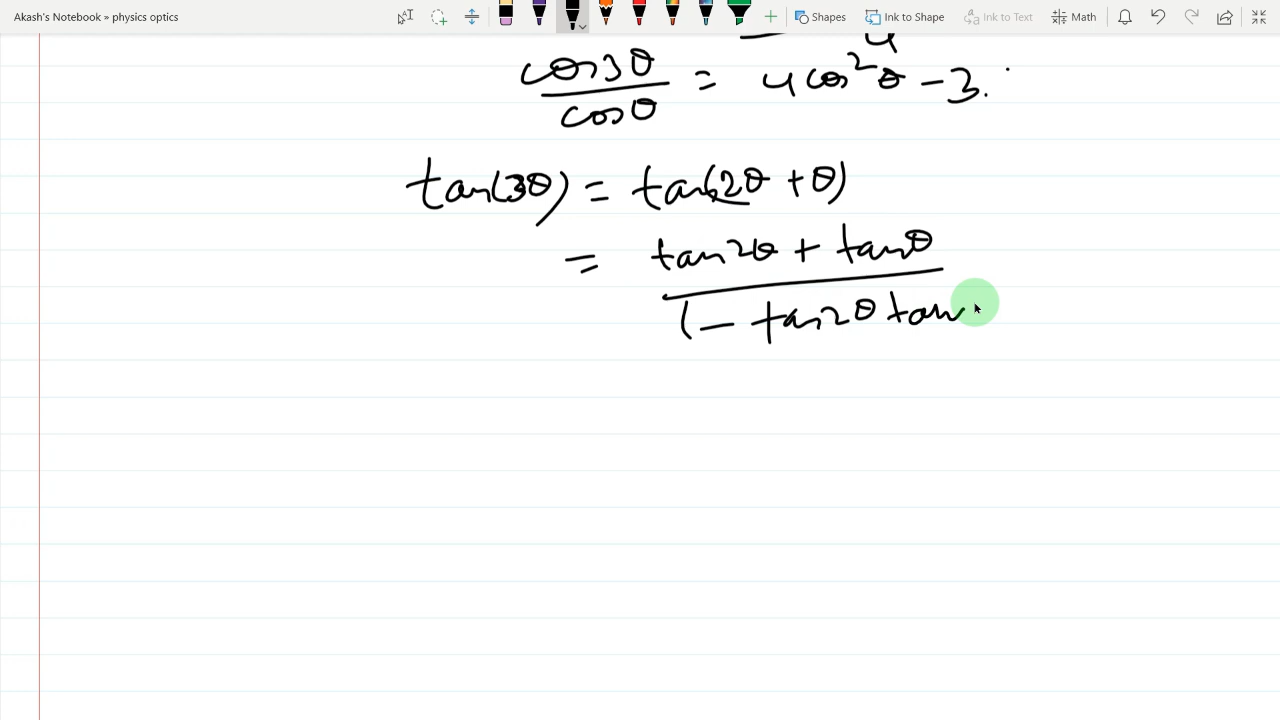 Akash's Notebook » physics optics
Shapes Ink to Shape Ink to Text Math
4
cos3θ / cosθ = 4cos²θ - 3.
tan(3θ) = tan(2θ + θ)
= tan2θ + tanθ
1 - tan2θ tan